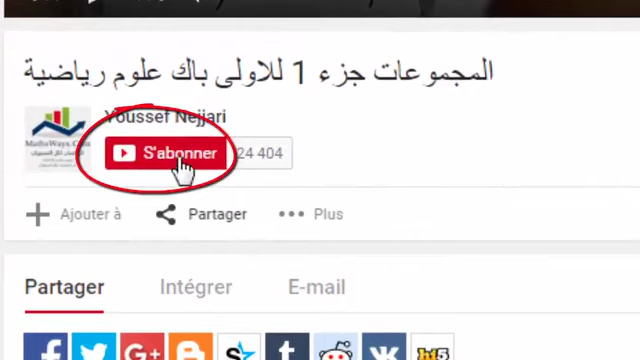 المجموعات جزء 1 للاولى باك علوم رياضية
Youssef Nejjari
S'abonner 24 404
Ajouter à Partager Plus
Partager Intégrer E-mail